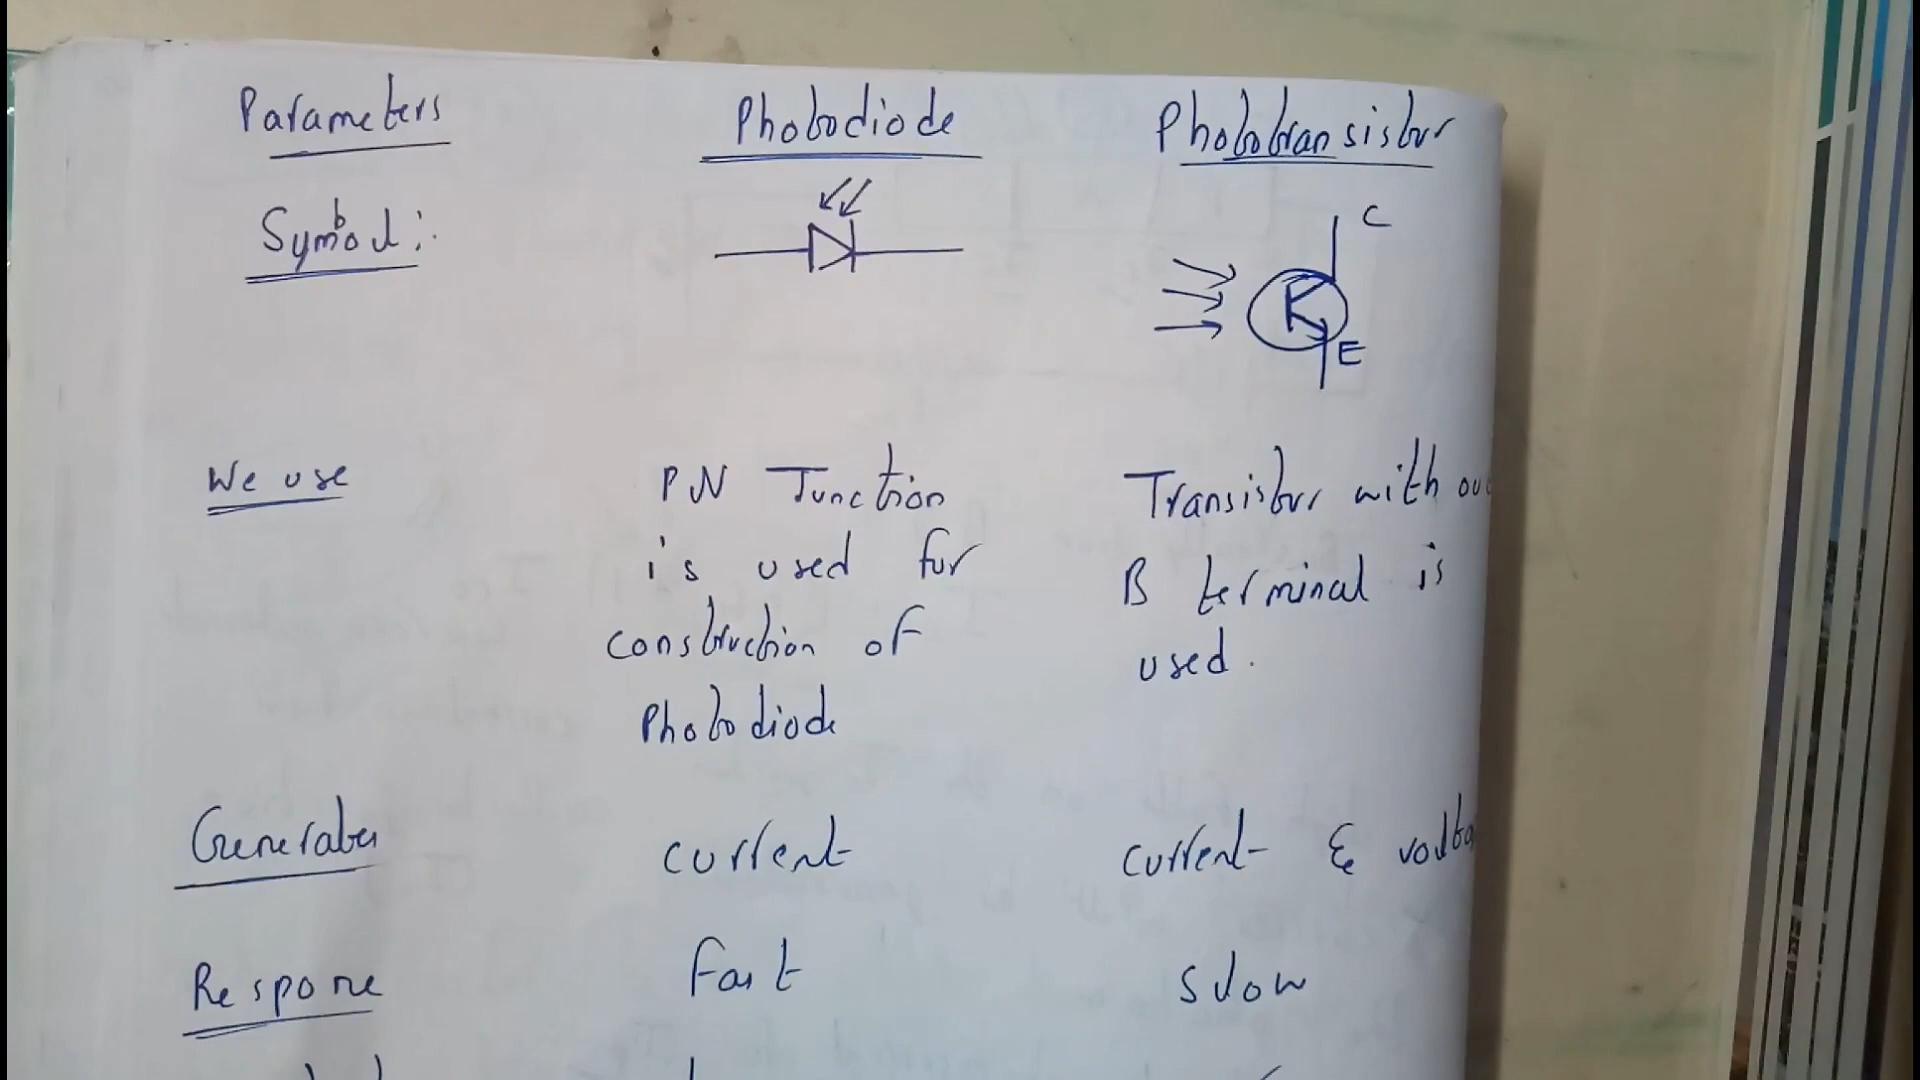 Parameters Photodiode Phototransistor
Symbol: C
E
We use PN Junction Transistor with
is used for B terminal is
construction of used.
Photodiode
Generates current current &
Response Fast Slow